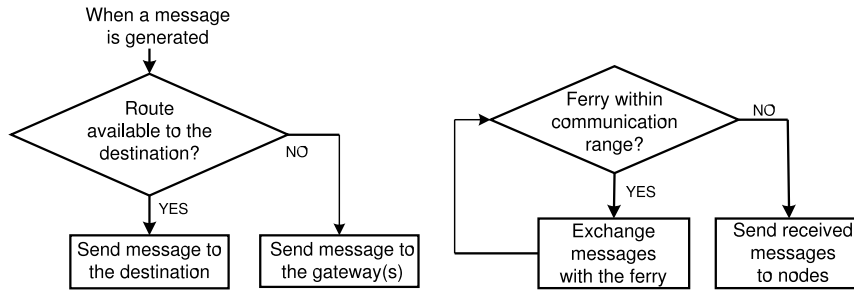 When a message
is generated
Route
available to the
destination?
NO
YES
Send message to
the destination
Send message to
the gateway(s)
Ferry within
communication
range?
NO
YES
Exchange
messages
with the ferry
Send received
messages
to nodes